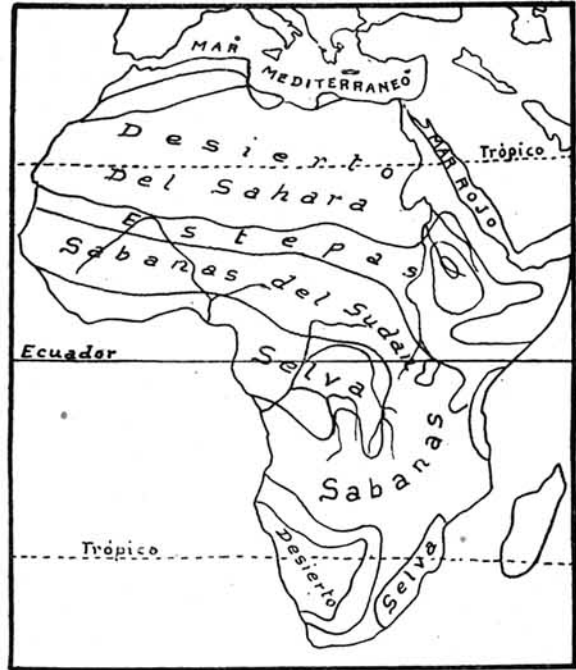 MAR
MEDITERRANEO
Desierto
Trópico
Del Sahara
MAR ROJO
Estepas
Sabanas del Sudan
Ecuador
Selva
Sabanas
Trópico
Desierto
Selva